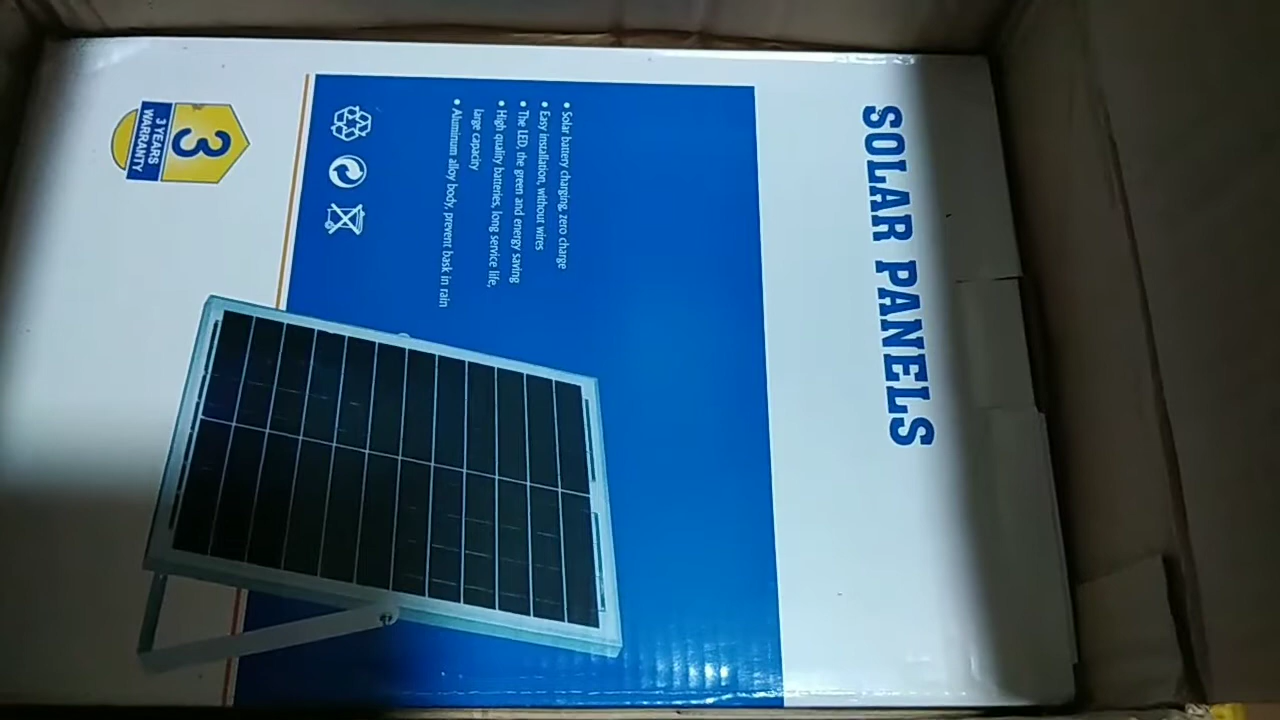 SOLAR PANELS
• Solar battery charging, zero charge
• Easy installation, without wires
• The LED, the green and energy saving
• High quality batteries, long service life,
large capacity
• Aluminum alloy body, prevent bask in rain
3
3 YEARS
WARRANTY